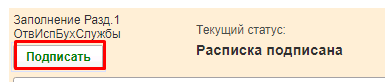 Заполнение Разд.1
ОтвИспБухСлужбы
Подписать
Текущий статус:
Расписка подписана